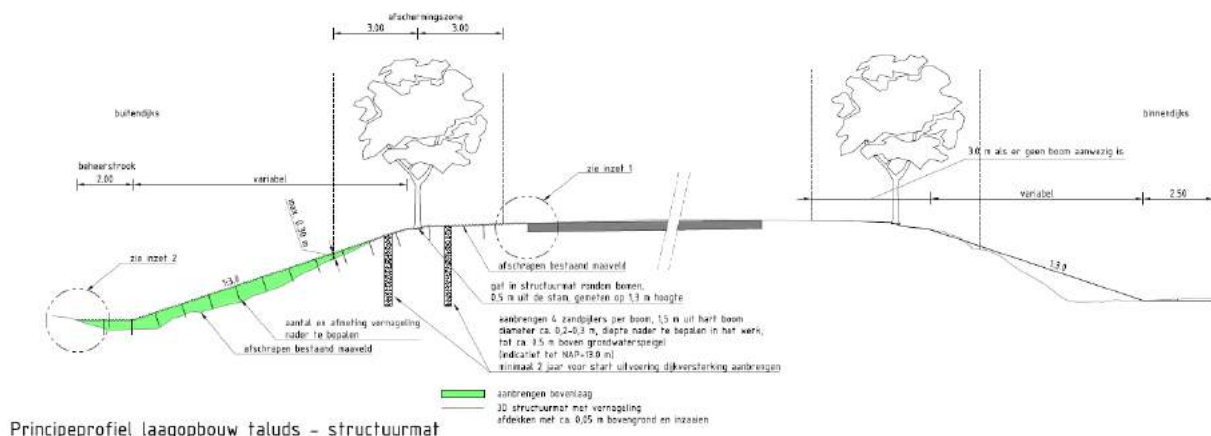 afschermingszone
3.00 3.00
buitendijks
binnendijks
beheerstrook
2.00
variabel
zie inzet 1
3.0 m als er geen boom aanwezig is
variabel
2.50
max. 0.30 m
zie inzet 2
1:3.0
1:3.0
afschrapen bestaand maaveld
gat in structuurmat rondom bomen,
0,5 m uit de stam, gemeten op 1,3 m hoogte
aantal en afmeting vernageling
nader te bepalen
afschrapen bestaand maaveld
aanbrengen 4 zandpijlers per boom, 1,5 m uit hart boom
diameter ca. 0,2-0,3 m, diepte nader te bepalen in het werk,
tot ca. 0.5 m boven grondwaterspiegel
(indicatief tot NAP+13.0 m)
minimaal 2 jaar voor start uitvoering dijkversterking aanbrengen
aanbrengen bovenlaag
3D structuurmat met vernageling
afdekken met ca. 0,05 m bovengrond en inzaaien
Principeprofiel laagopbouw taluds - structuurmat